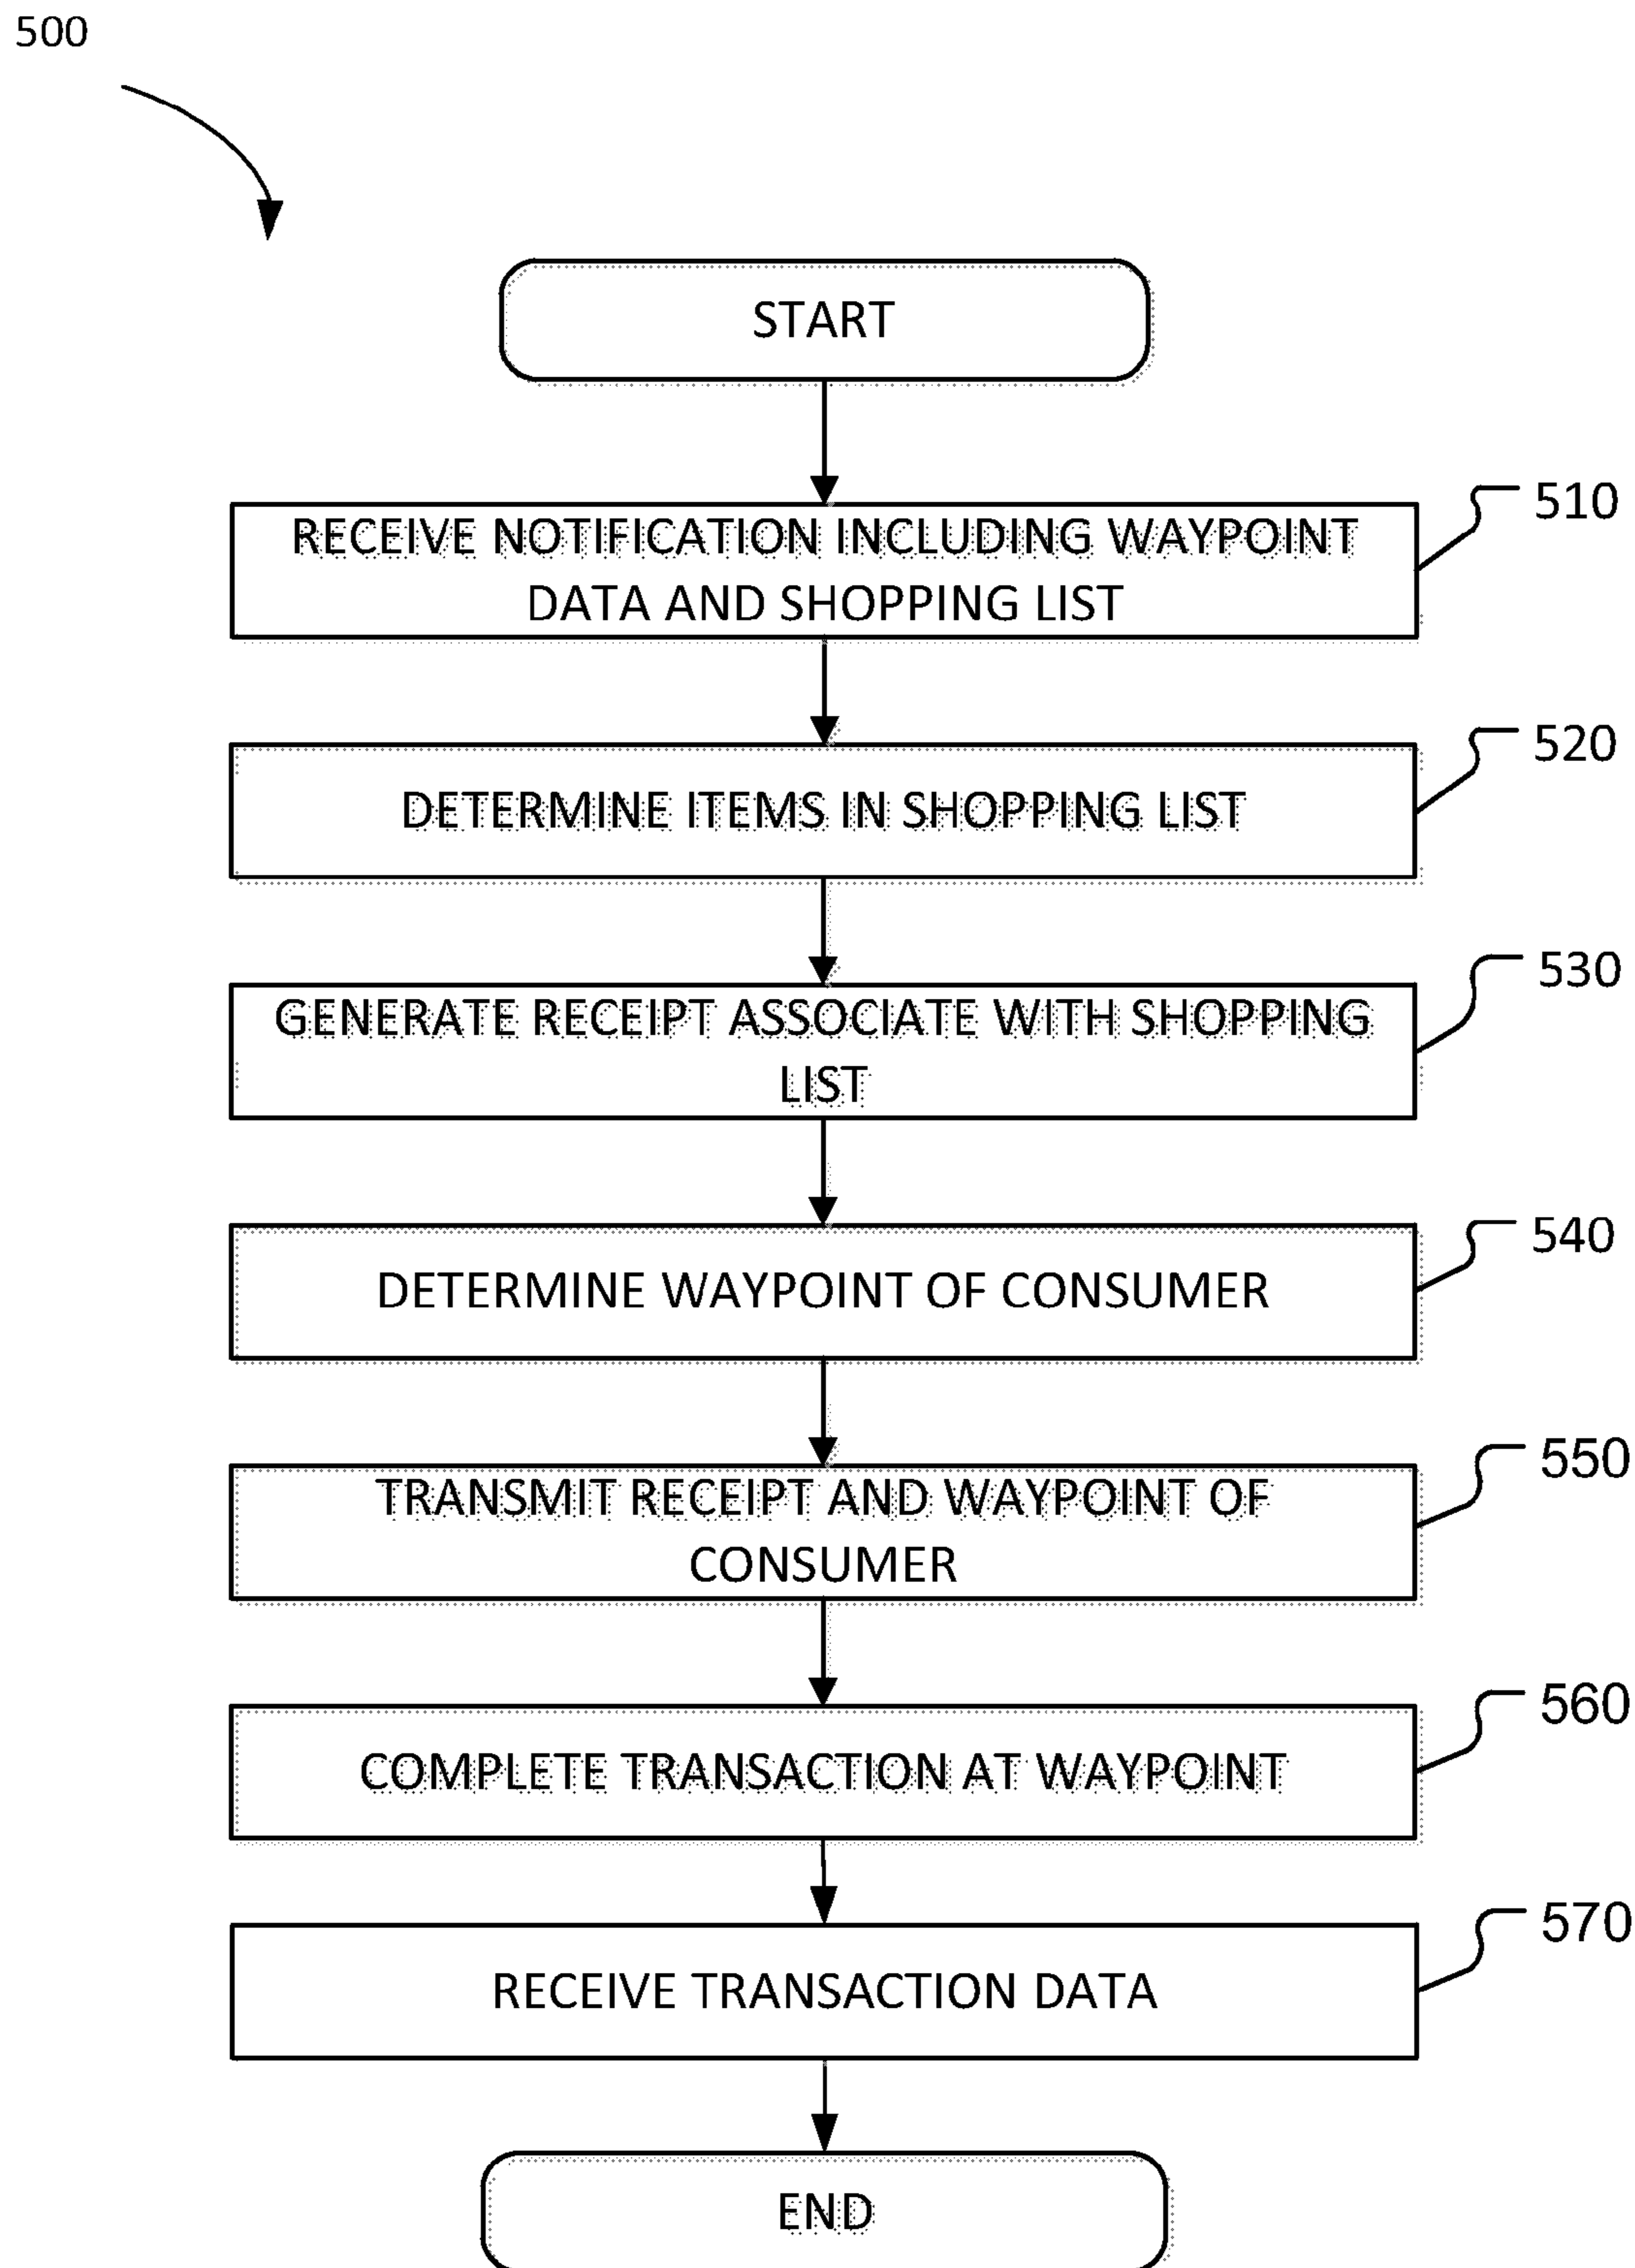 500
START
RECEIVE NOTIFICATION INCLUDING WAYPOINT
DATA AND SHOPPING LIST
510
DETERMINE ITEMS IN SHOPPING LIST
520
GENERATE RECEIPT ASSOCIATE WITH SHOPPING
LIST
530
DETERMINE WAYPOINT OF CONSUMER
540
TRANSMIT RECEIPT AND WAYPOINT OF
CONSUMER
550
COMPLETE TRANSACTION AT WAYPOINT
560
RECEIVE TRANSACTION DATA
570
END